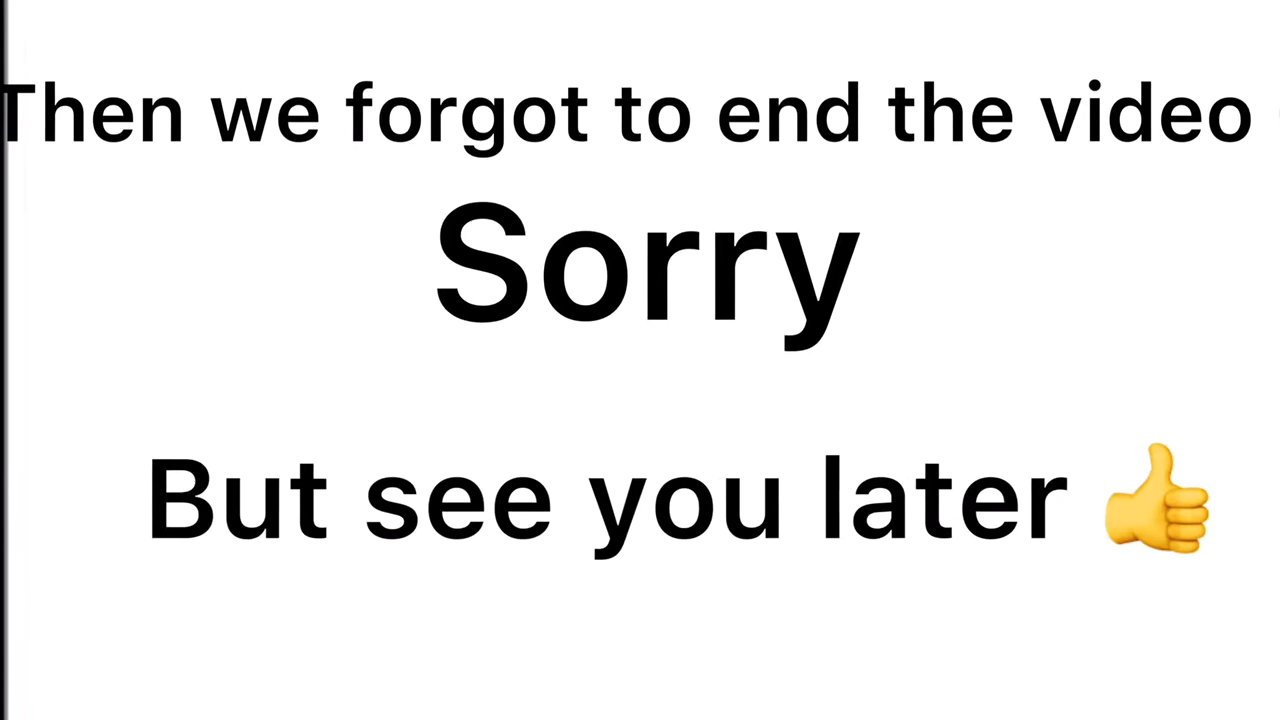 Then we forgot to end the video
Sorry
But see you later 👍